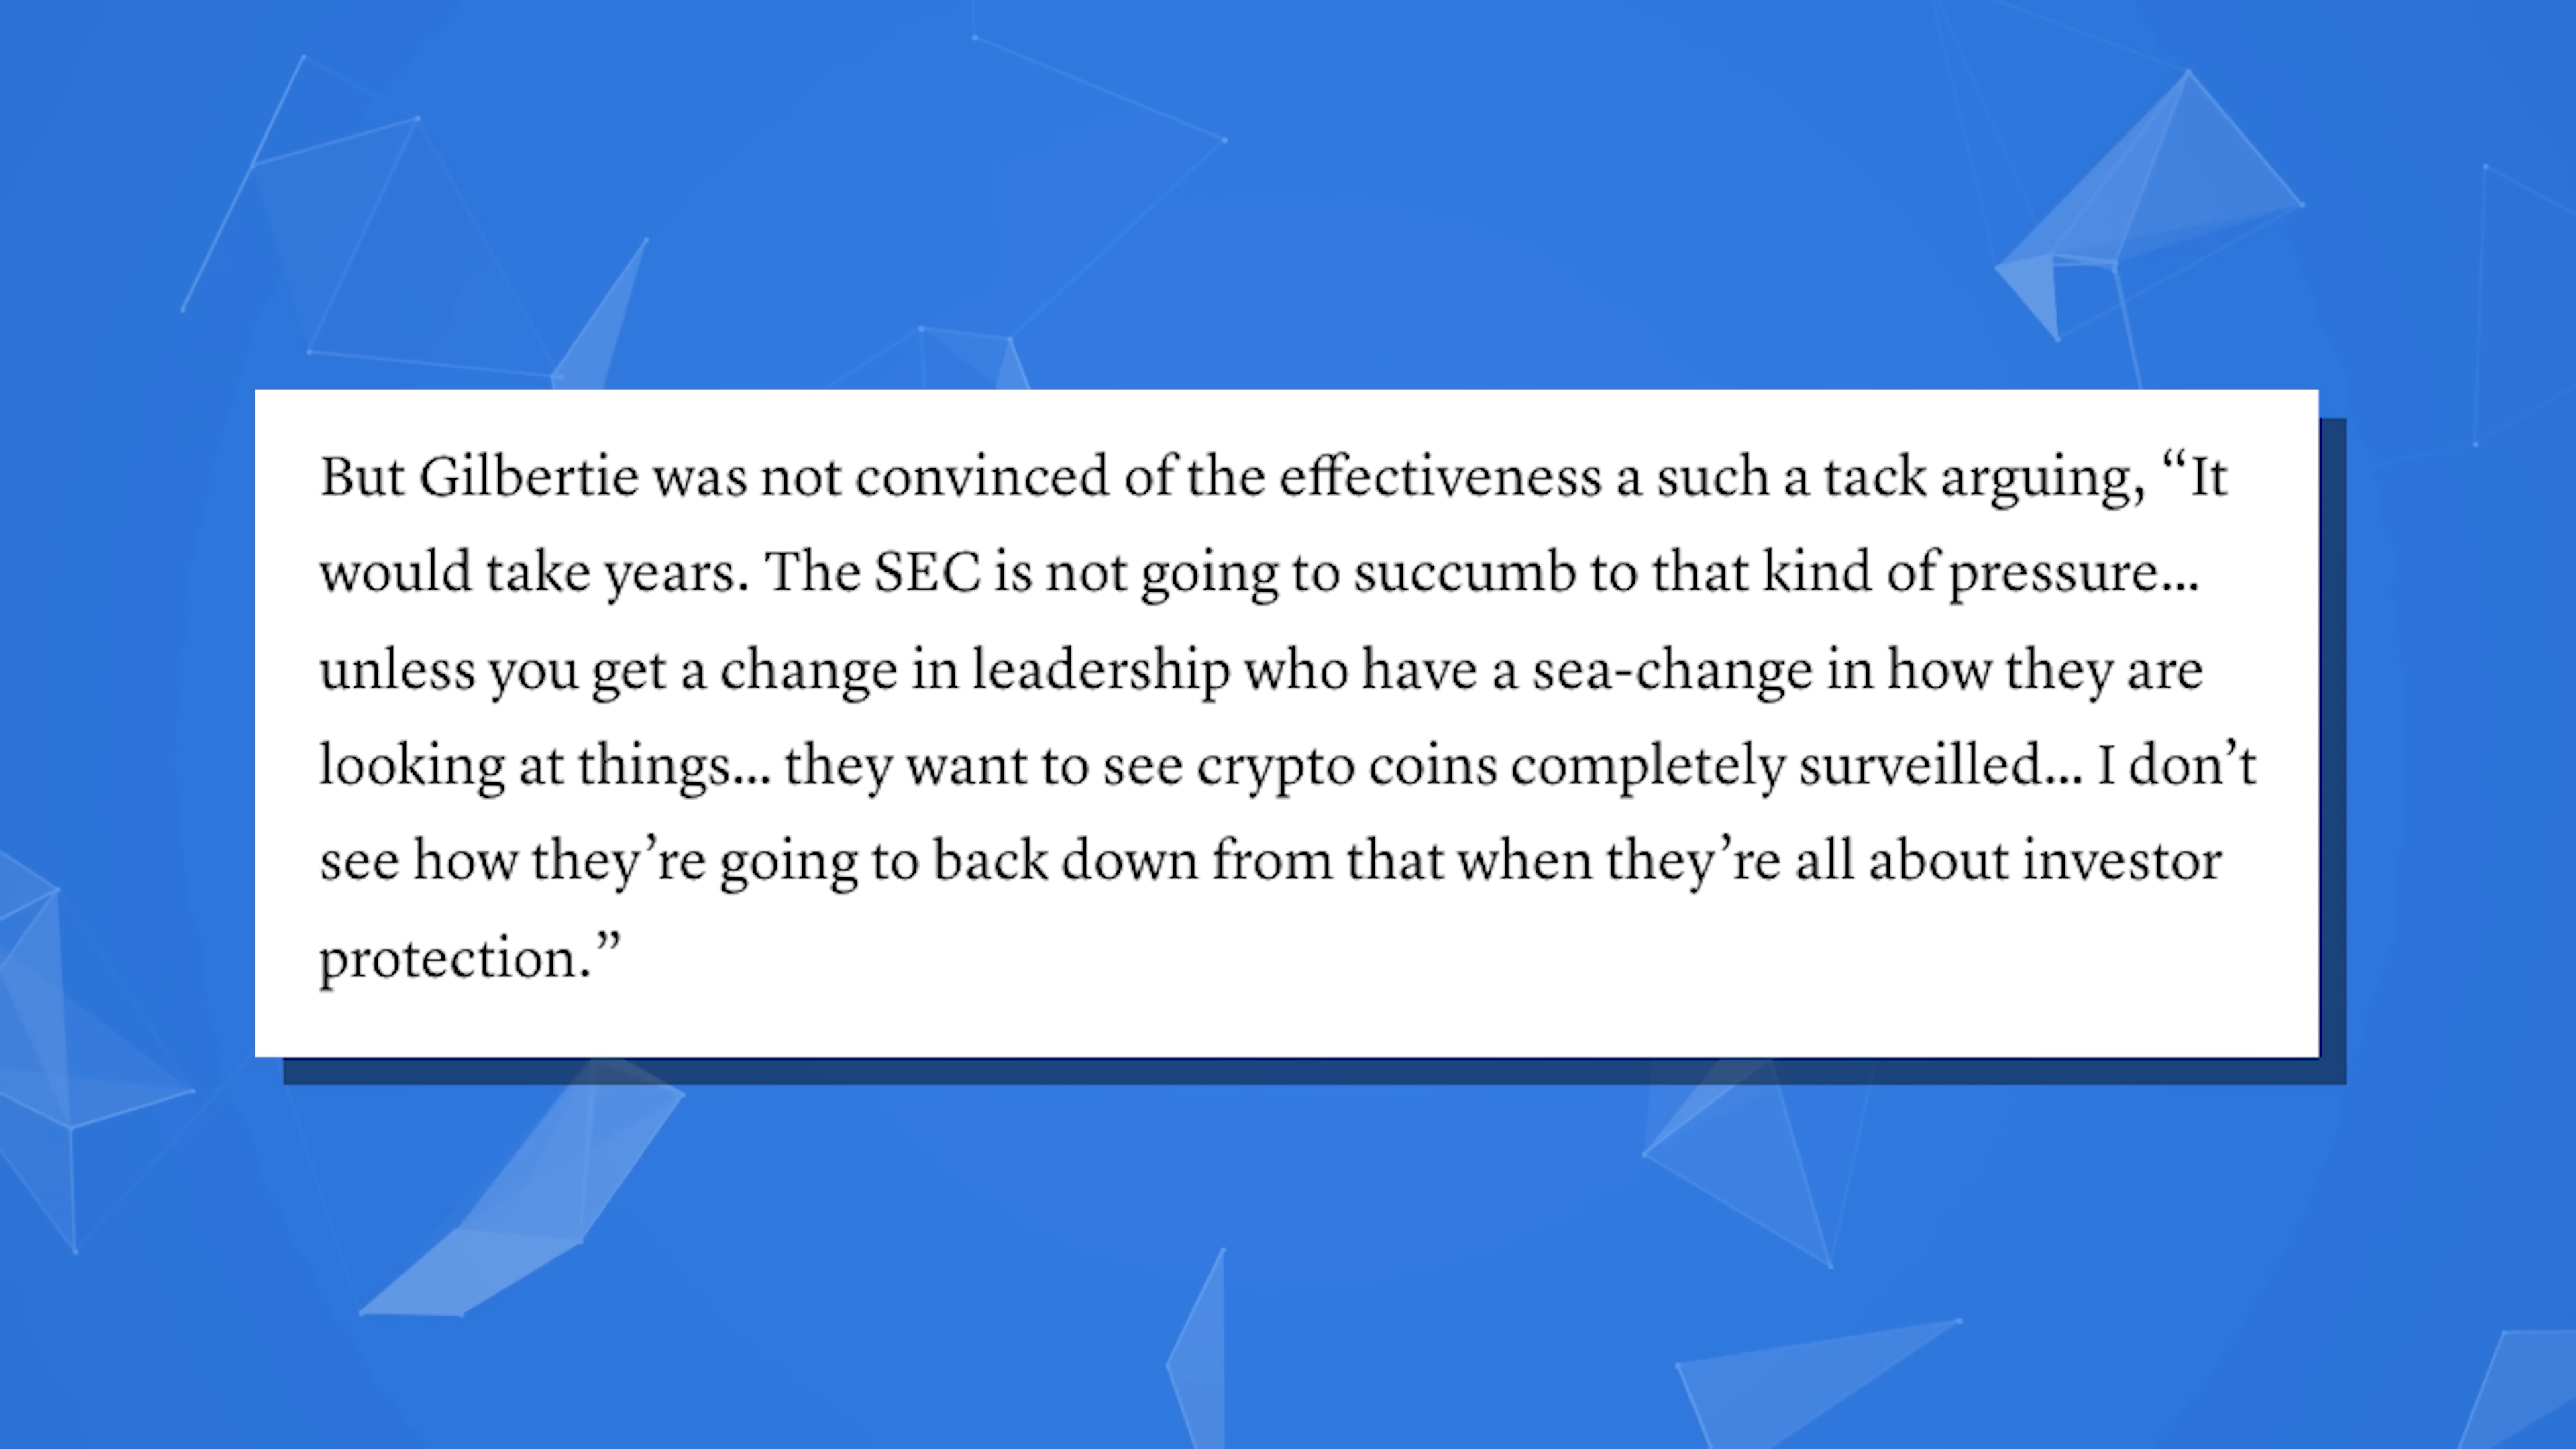 But Gilbertie was not convinced of the effectiveness a such a tack arguing, “It
would take years. The SEC is not going to succumb to that kind of pressure...
unless you get a change in leadership who have a sea-change in how they are
looking at things... they want to see crypto coins completely surveilled... I don’t
see how they’re going to back down from that when they’re all about investor
protection.”